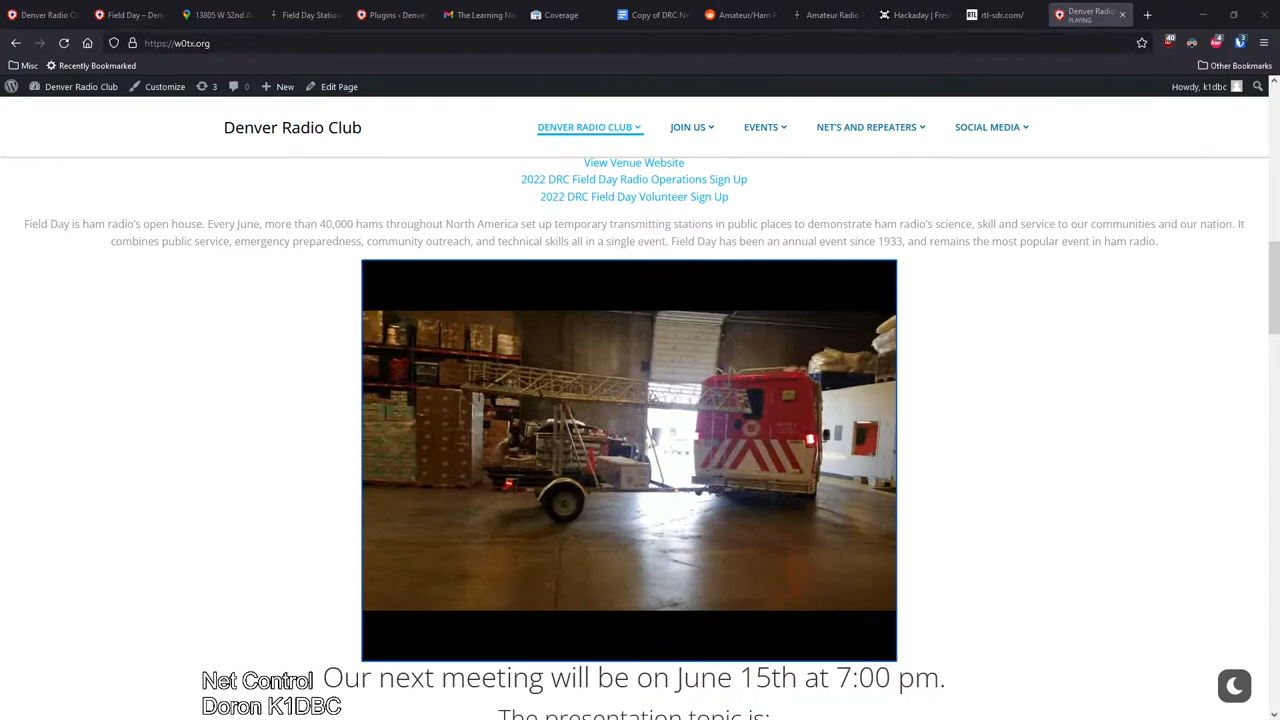 Denver Radio Cl
Field Day – Den
13805 W 52nd A
Field Day Station
Plugins ‹ Denver
The Learning Ne
Coverage
Copy of DRC Ne
Amateur/Ham R
Amateur Radio
Hackaday | Fresh
rtl-sdr.com/
Denver Radio
PLAYING
https://w0tx.org
Misc
Recently Bookmarked
Other Bookmarks
Denver Radio Club
Customize
3
0
New
Edit Page
Howdy, k1dbc
Denver Radio Club
DENVER RADIO CLUB
JOIN US
EVENTS
NET'S AND REPEATERS
SOCIAL MEDIA
View Venue Website
2022 DRC Field Day Radio Operations Sign Up
2022 DRC Field Day Volunteer Sign Up
Field Day is ham radio's open house. Every June, more than 40,000 hams throughout North America set up temporary transmitting stations in public places to demonstrate ham radio's science, skill and service to our communities and our nation. It
combines public service, emergency preparedness, community outreach, and technical skills all in a single event. Field Day has been an annual event since 1933, and remains the most popular event in ham radio.
Our next meeting will be on June 15th at 7:00 pm.
Net Control
Doron K1DBC
The presentation topic is: